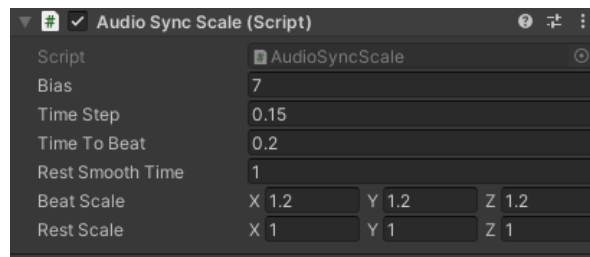 Audio Sync Scale (Script)
Script AudioSyncScale
Bias 7
Time Step 0.15
Time To Beat 0.2
Rest Smooth Time 1
Beat Scale X 1.2 Y 1.2 Z 1.2
Rest Scale X 1 Y 1 Z 1